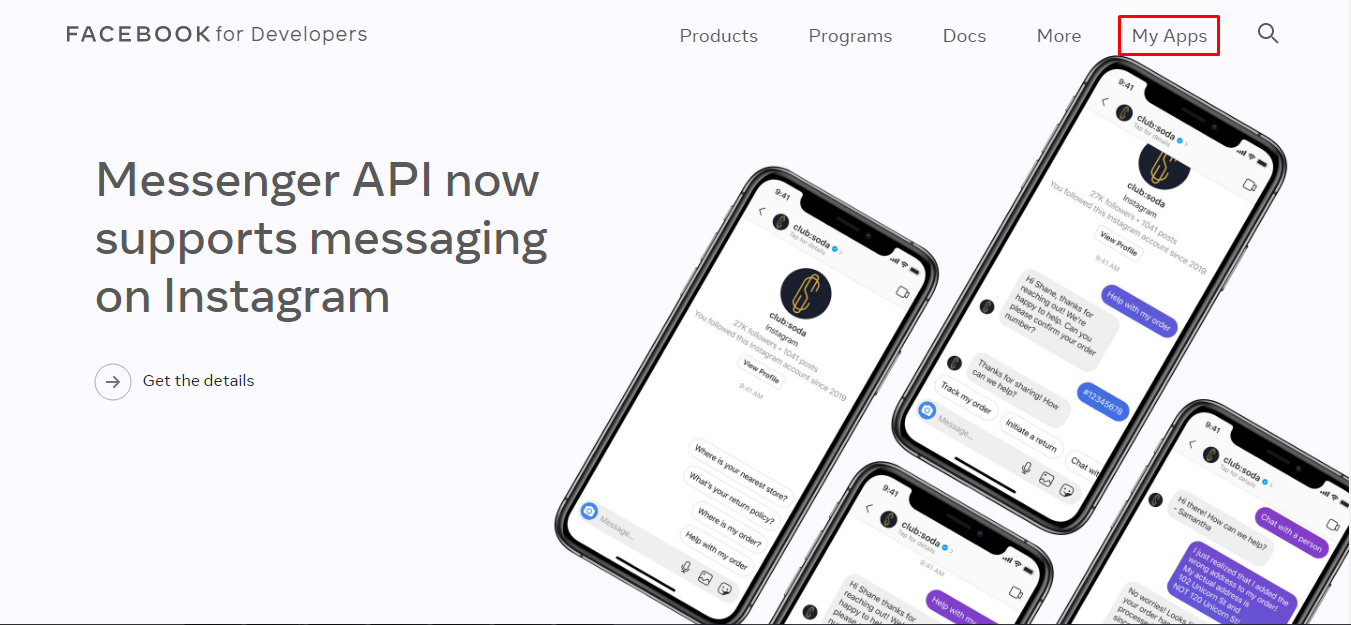 FACEBOOK for Developers
Products
Programs
Docs
More
My Apps
Messenger API now
supports messaging
on Instagram
Get the details
9:41
club:soda
Tap for details
club:soda
Instagram
27K followers • 1041 posts
You followed this Instagram account since 2019
View Profile
9:41 AM
Where is your nearest store?
What's your return policy?
Where is my order?
Help with my order
Message...
9:41
club:soda
Tap for details
club:soda
Instagram
27K followers • 1041 posts
You followed this Instagram account since 2019
View Profile
9:41 AM
Help with my order
Hi Shane, thanks for
reaching out! We're
happy to help. Can you
please confirm your order
number?
#12345678
Thanks for sharing! How
can we help?
Track my order
Initiate a return
Chat wit
Message...
9:41
club:soda
Tap for details
9:41 AM
Help with my
Hi Shane thanks for
reaching out! We're
happy to help. Can you
please confirm your order
9:41
club:soda
Tap for details
Chat with a person
Hi there! How can we help?
- Samantha
I just realized that I added the
wrong address to my order!
My actual address is
102 Unicorn St and
NOT 120 Unicorn St!
No worries! Looks
your order has